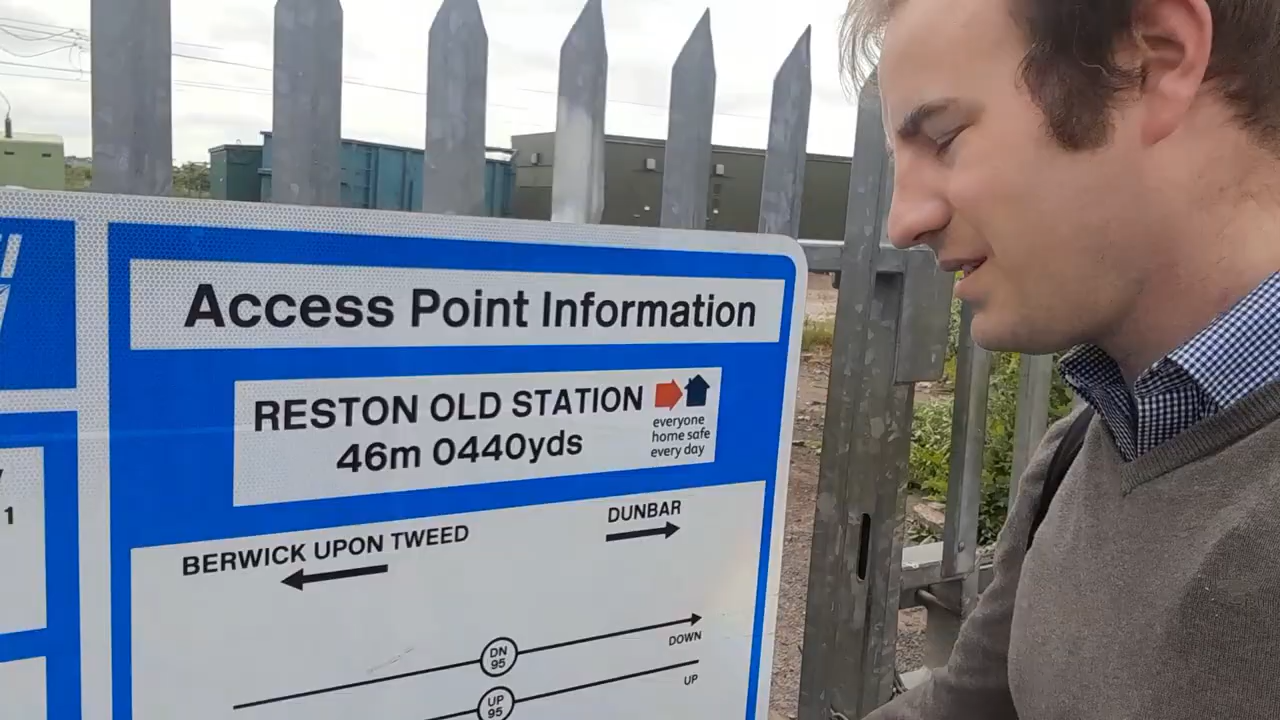 1
Access Point Information
RESTON OLD STATION
46m 0440yds
everyone
home safe
every day
BERWICK UPON TWEED
DUNBAR
DN
95
DOWN
UP
95
UP